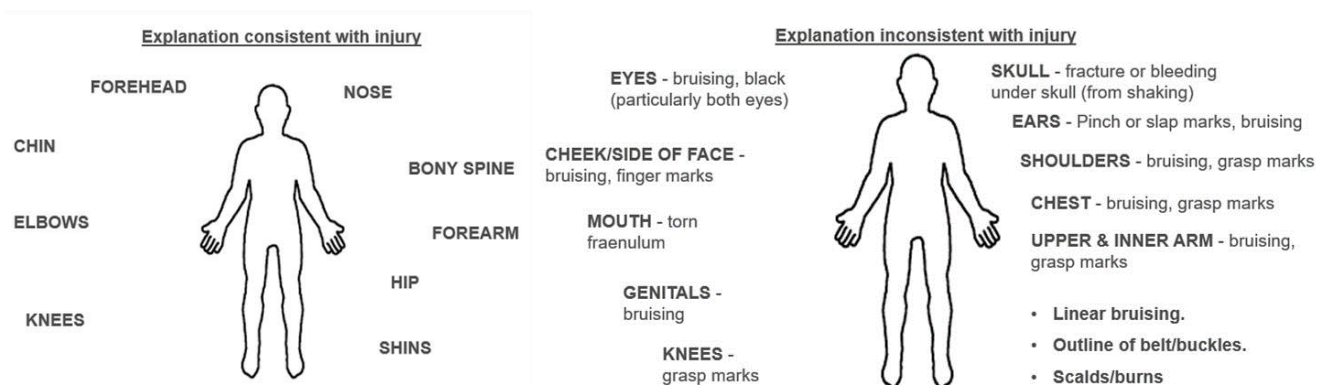 Explanation consistent with injury
FOREHEAD
NOSE
CHIN
BONY SPINE
ELBOWS
FOREARM
HIP
KNEES
SHINS
Explanation inconsistent with injury
EYES - bruising, black
(particularly both eyes)
CHEEK/SIDE OF FACE -
bruising, finger marks
MOUTH - torn
fraenulum
GENITALS -
bruising
KNEES -
grasp marks
SKULL - fracture or bleeding
under skull (from shaking)
EARS - Pinch or slap marks, bruising
SHOULDERS - bruising, grasp marks
CHEST - bruising, grasp marks
UPPER & INNER ARM - bruising,
grasp marks
• Linear bruising.
• Outline of belt/buckles.
• Scalds/burns